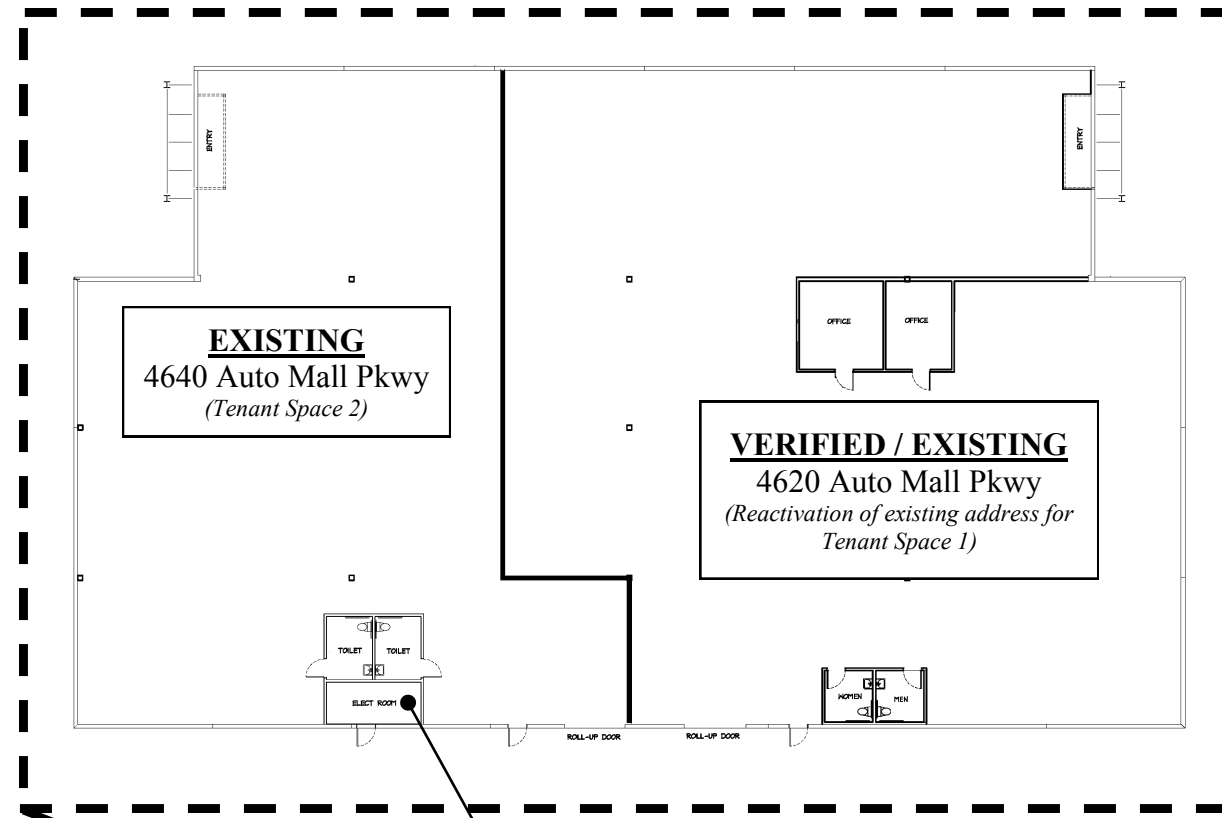 ENTRY
ENTRY
EXISTING
4640 Auto Mall Pkwy
(Tenant Space 2)
OFFICE
OFFICE
VERIFIED / EXISTING
4620 Auto Mall Pkwy
(Reactivation of existing address for
Tenant Space 1)
TOILET
TOILET
ELECT ROOM
WOMEN
MEN
ROLL-UP DOOR
ROLL-UP DOOR